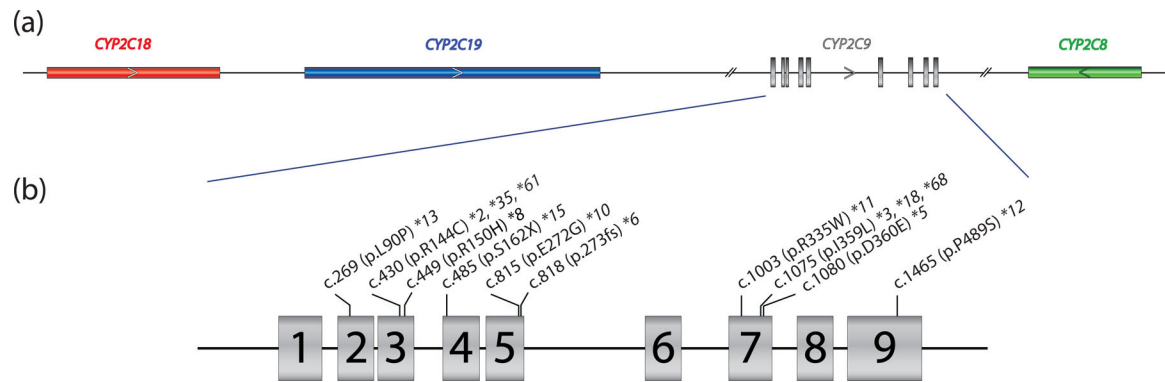 (a)
CYP2C18
CYP2C19
CYP2C9
CYP2C8
(b)
c.269 (p.L90P) *13
c.430 (p.R144C) *2, *35, *61
c.449 (p.R150H) *8
c.485 (p.S162X) *15
c.815 (p.E272G) *10
c.818 (p.273fs) *6
c.1003 (p.R335W) *11
c.1075 (p.I359L) *3, *18, *68
c.1080 (p.D360E) *5
c.1465 (p.P489S) *12
1 2 3 4 5 6 7 8 9